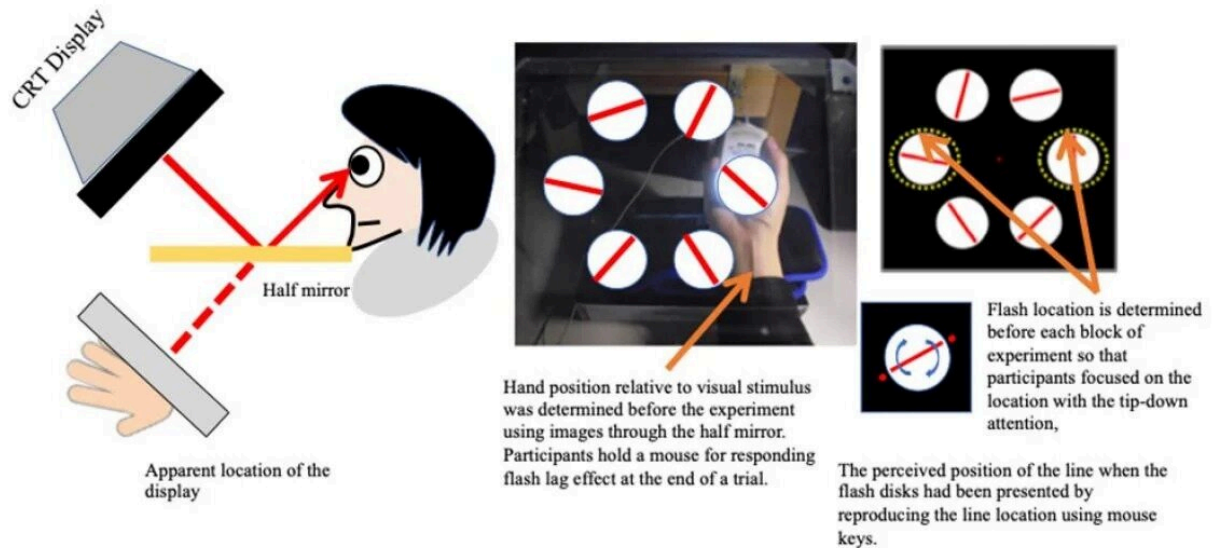 CRT Display
Half mirror
Apparent location of the
display
Hand position relative to visual stimulus
was determined before the experiment
using images through the half mirror.
Participants hold a mouse for responding
flash lag effect at the end of a trial.
Flash location is determined
before each block of
experiment so that
participants focused on the
location with the tip-down
attention,
The perceived position of the line when the
flash disks had been presented by
reproducing the line location using mouse
keys.